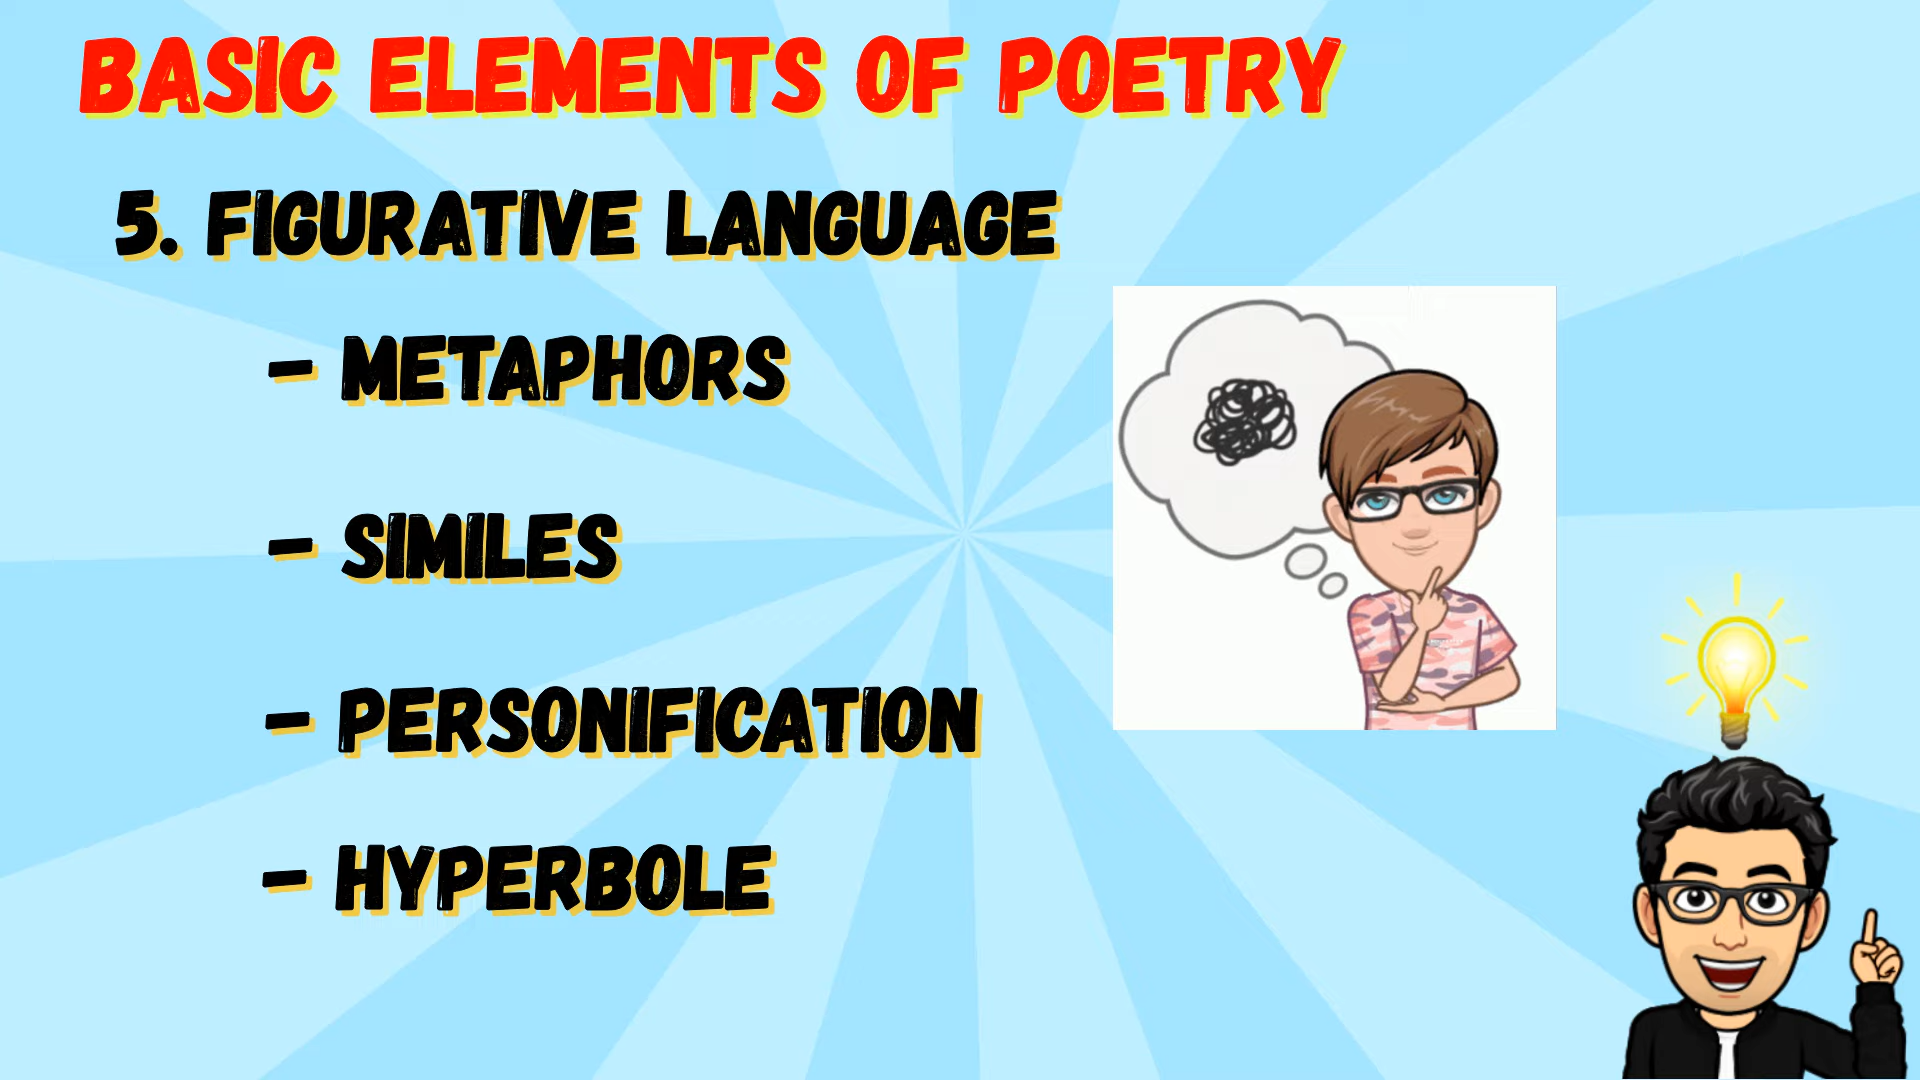 BASIC ELEMENTS OF POETRY
5. FIGURATIVE LANGUAGE
- METAPHORS
- SIMILES
- PERSONIFICATION
- HYPERBOLE